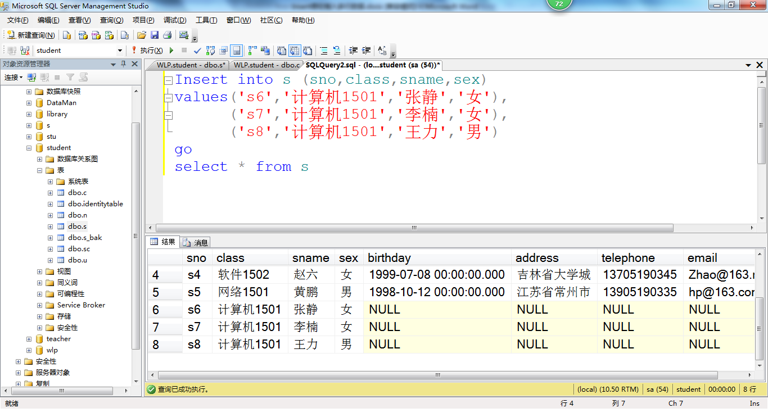 Microsoft SQL Server Management Studio
72
文件(F) 编辑(E) 查看(V) 查询(Q) 项目(P) 调试(D) 工具(T) 窗口(W) 社区(C) 帮助(H)
新建查询(N)
student
执行(X)
对象资源管理器
WLP.student - dbo.s*
WLP.student - dbo.c
SQLQuery2.sql - (lo...student (sa (54))*
连接
数据库快照
DataMan
library
s
stu
student
数据库关系图
表
系统表
dbo.c
dbo.identitytable
dbo.n
dbo.s
dbo.s_bak
dbo.sc
dbo.u
视图
同义词
可编程性
Service Broker
存储
安全性
teacher
wlp
安全性
服务器对象
复制
Insert into s (sno,class,sname,sex)
values('s6','计算机1501','张静','女'),
('s7','计算机1501','李楠','女'),
('s8','计算机1501','王力','男')
go
select * from s
结果 消息
sno class sname sex birthday address telephone email
4 s4 软件1502 赵六 女 1999-07-08 00:00:00.000 吉林省大学城 13705190345 Zhao@163.
5 s5 网络1501 黄鹏 男 1998-10-12 00:00:00.000 江苏省常州市 13905190335 hp@163.com
6 s6 计算机1501 张静 女 NULL NULL NULL NULL
7 s7 计算机1501 李楠 女 NULL NULL NULL NULL
8 s8 计算机1501 王力 男 NULL NULL NULL NULL
查询已成功执行。 (local) (10.50 RTM) sa (54) student 00:00:00 8 行
就绪 行 4 列 7 Ch 7 Ins